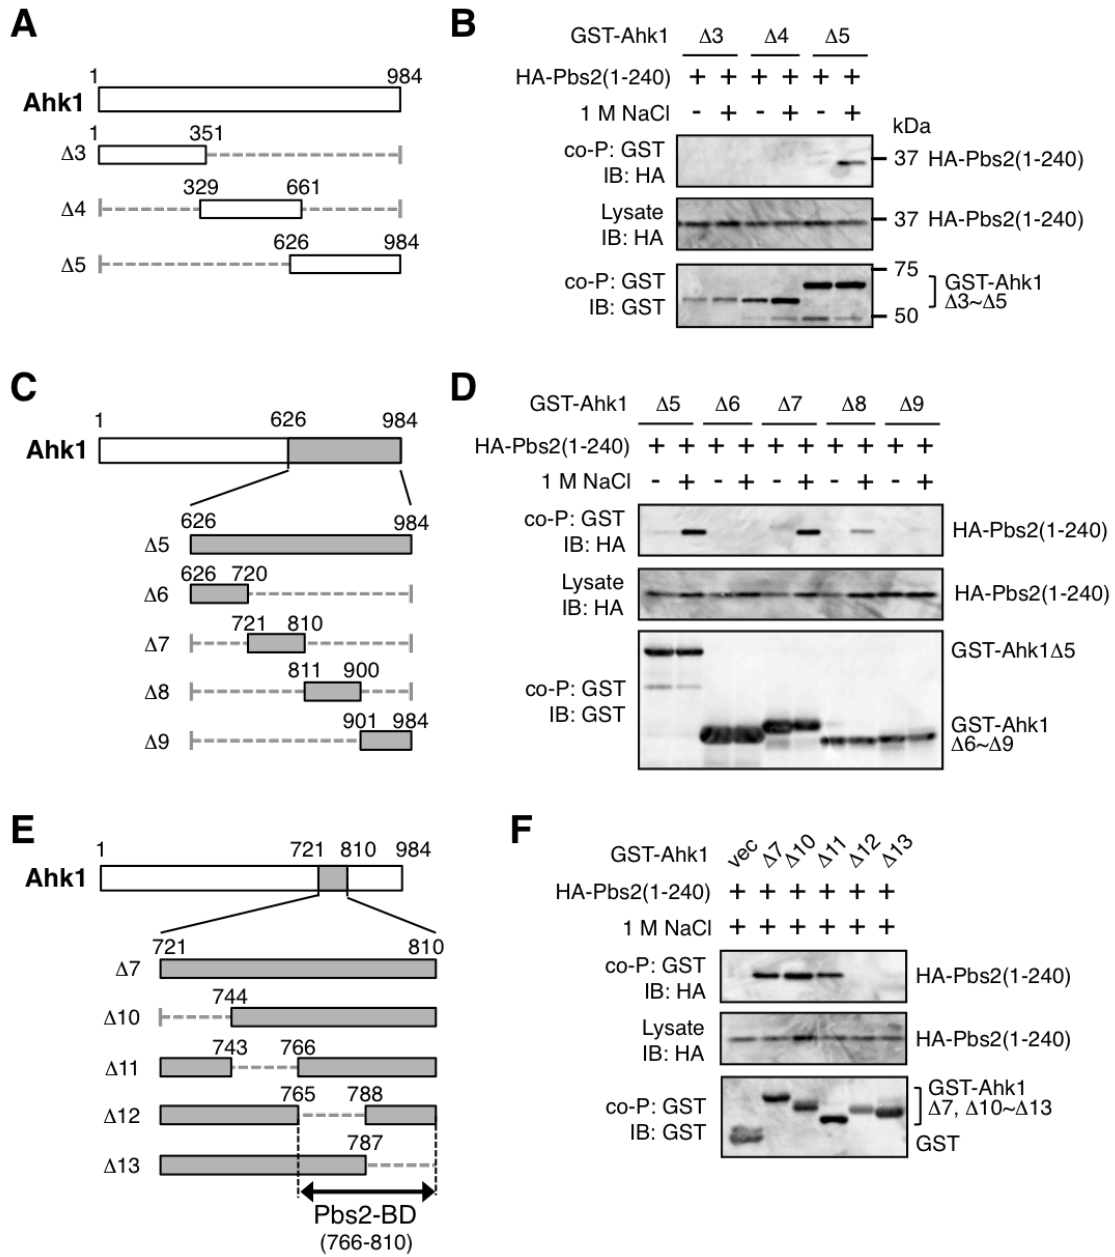 A
1 984
Ahk1
1 351
Δ3
329 661
Δ4
626 984
Δ5
B
GST-Ahk1 Δ3 Δ4 Δ5
HA-Pbs2(1-240) + + + + + +
1 M NaCl - + - + - +
kDa
co-P: GST
IB: HA
37 HA-Pbs2(1-240)
Lysate
IB: HA
37 HA-Pbs2(1-240)
co-P: GST
IB: GST
75
50
GST-Ahk1
Δ3~Δ5
C
1 626 984
Ahk1
626 984
Δ5
626 720
Δ6
721 810
Δ7
811 900
Δ8
901 984
Δ9
D
GST-Ahk1 Δ5 Δ6 Δ7 Δ8 Δ9
HA-Pbs2(1-240) + + + + + + + + + +
1 M NaCl - + - + - + - + - +
co-P: GST
IB: HA
HA-Pbs2(1-240)
Lysate
IB: HA
HA-Pbs2(1-240)
co-P: GST
IB: GST
GST-Ahk1Δ5
GST-Ahk1
Δ6~Δ9
E
1 721 810 984
Ahk1
721 810
Δ7
744
Δ10
743 766
Δ11
765 788
Δ12
787
Δ13
Pbs2-BD
(766-810)
F
GST-Ahk1 vec Δ7 Δ10 Δ11 Δ12 Δ13
HA-Pbs2(1-240) + + + + + +
1 M NaCl + + + + + +
co-P: GST
IB: HA
HA-Pbs2(1-240)
Lysate
IB: HA
HA-Pbs2(1-240)
co-P: GST
IB: GST
GST-Ahk1
Δ7, Δ10~Δ13
GST